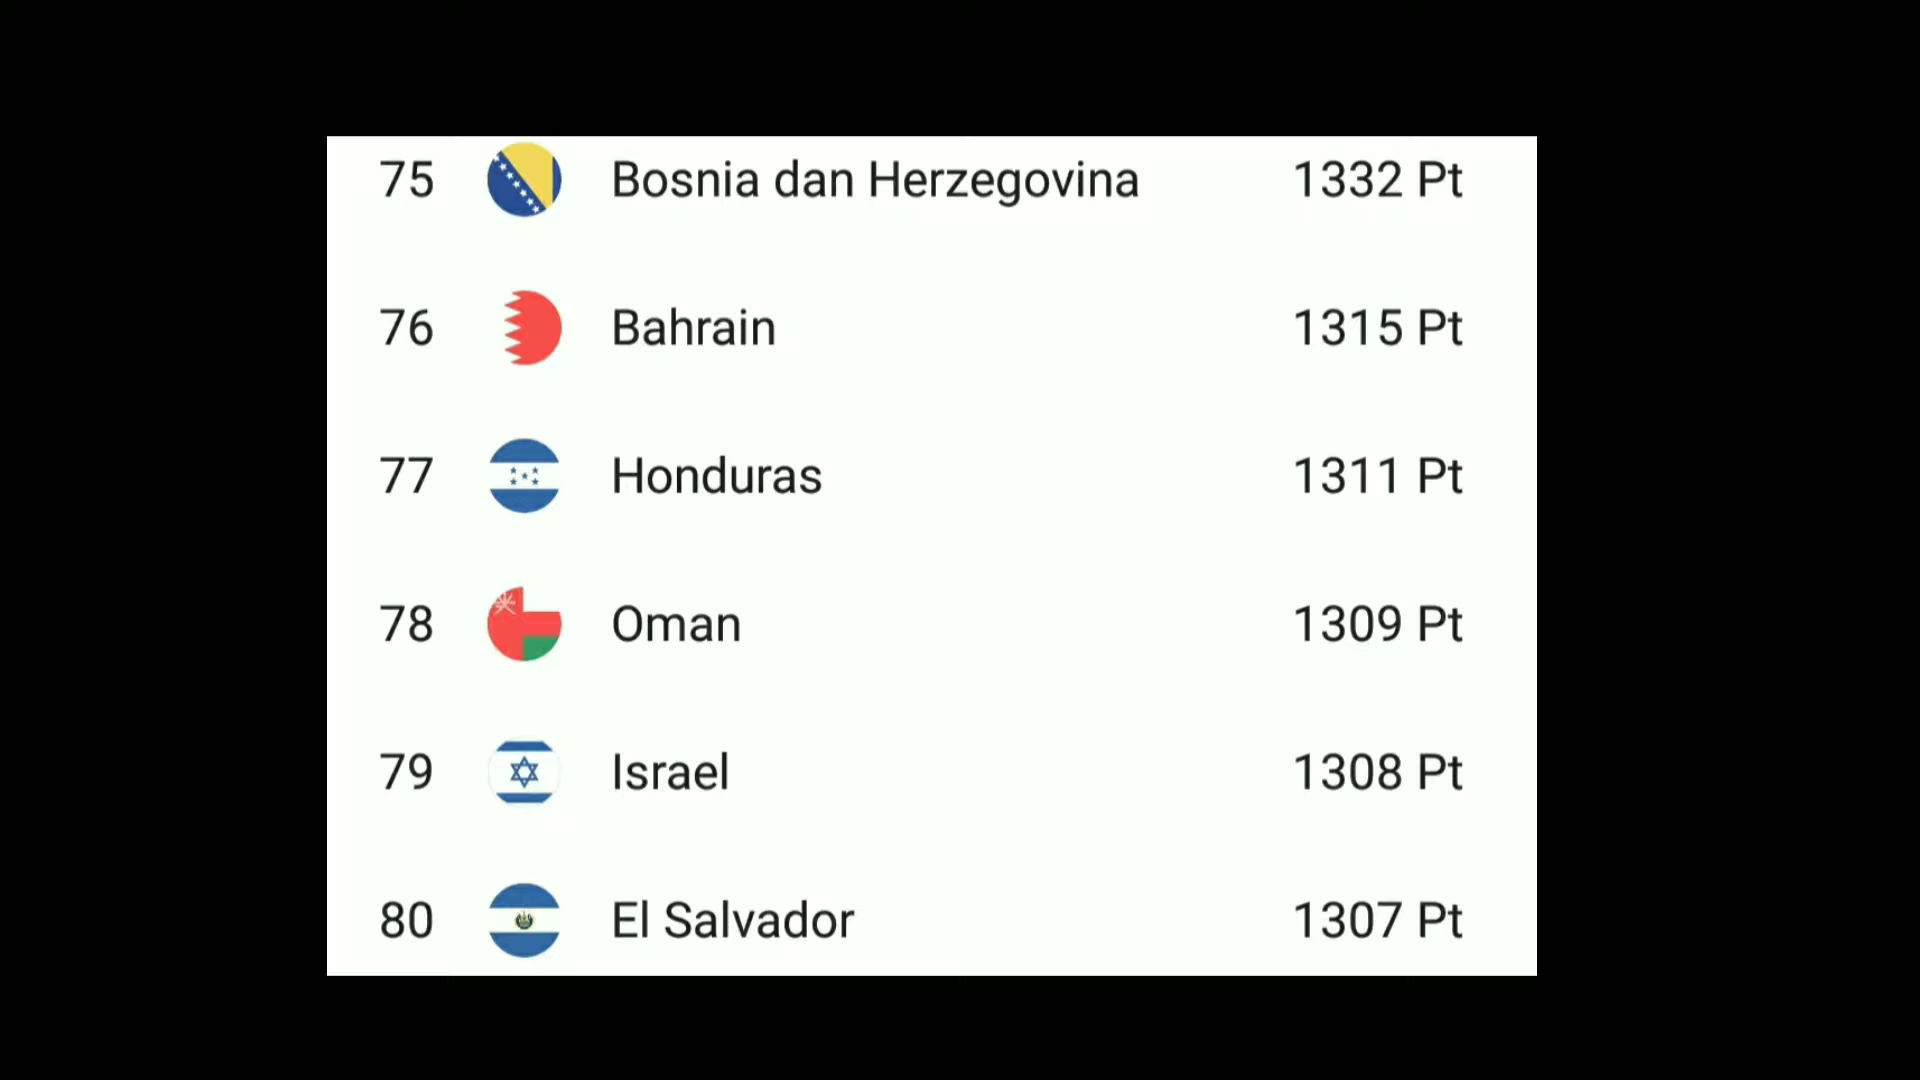 75 Bosnia dan Herzegovina 1332 Pt
76 Bahrain 1315 Pt
77 Honduras 1311 Pt
78 Oman 1309 Pt
79 Israel 1308 Pt
80 El Salvador 1307 Pt